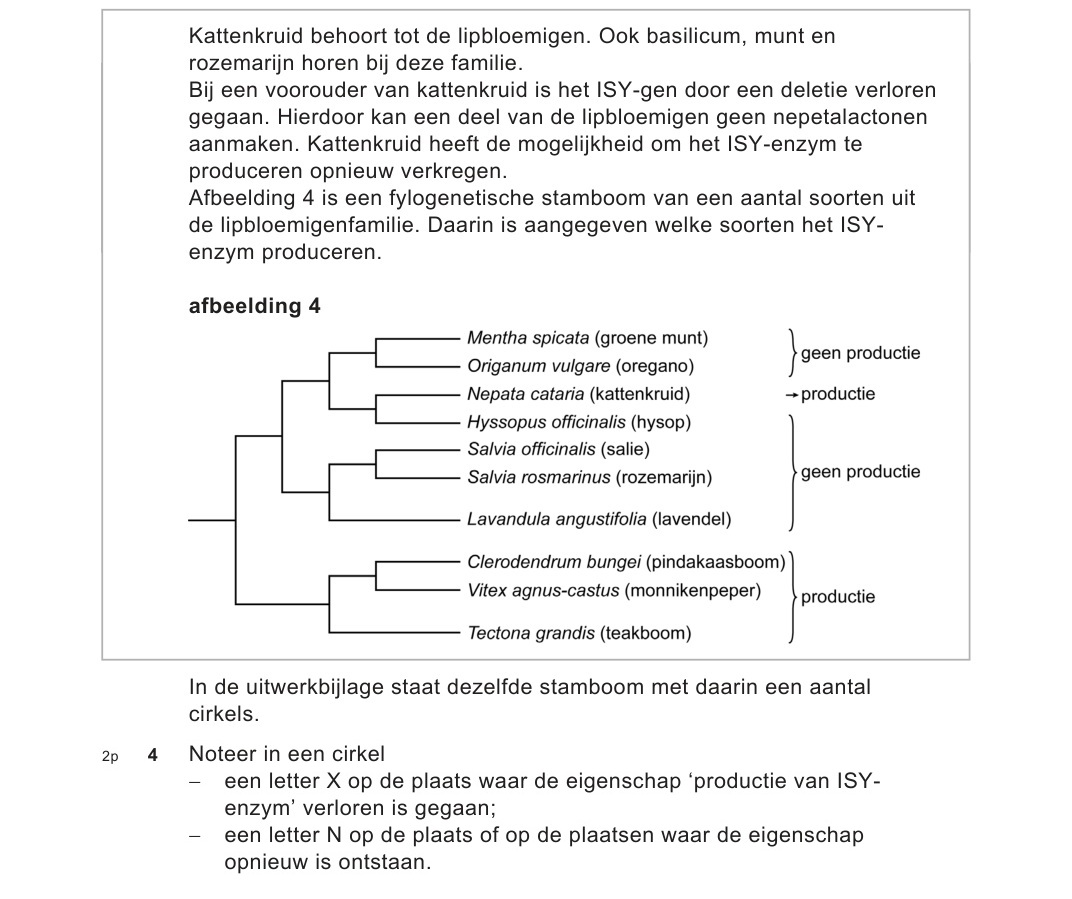 Kattenkruid behoort tot de lipbloemigen. Ook basilicum, munt en
rozemarijn horen bij deze familie.
Bij een voorouder van kattenkruid is het ISY-gen door een deletie verloren
gegaan. Hierdoor kan een deel van de lipbloemigen geen nepetalactonen
aanmaken. Kattenkruid heeft de mogelijkheid om het ISY-enzym te
produceren opnieuw verkregen.
Afbeelding 4 is een fylogenetische stamboom van een aantal soorten uit
de lipbloemigenfamilie. Daarin is aangegeven welke soorten het ISY-
enzym produceren.
afbeelding 4
Mentha spicata (groene munt)
Origanum vulgare (oregano)
geen productie
Nepata cataria (kattenkruid)
productie
Hyssopus officinalis (hysop)
Salvia officinalis (salie)
Salvia rosmarinus (rozemarijn)
Lavandula angustifolia (lavendel)
geen productie
Clerodendrum bungei (pindakaasboom)
Vitex agnus-castus (monnikenpeper)
Tectona grandis (teakboom)
productie
In de uitwerkbijlage staat dezelfde stamboom met daarin een aantal
cirkels.
2p 4 Noteer in een cirkel
– een letter X op de plaats waar de eigenschap ‘productie van ISY-
enzym’ verloren is gegaan;
– een letter N op de plaats of op de plaatsen waar de eigenschap
opnieuw is ontstaan.